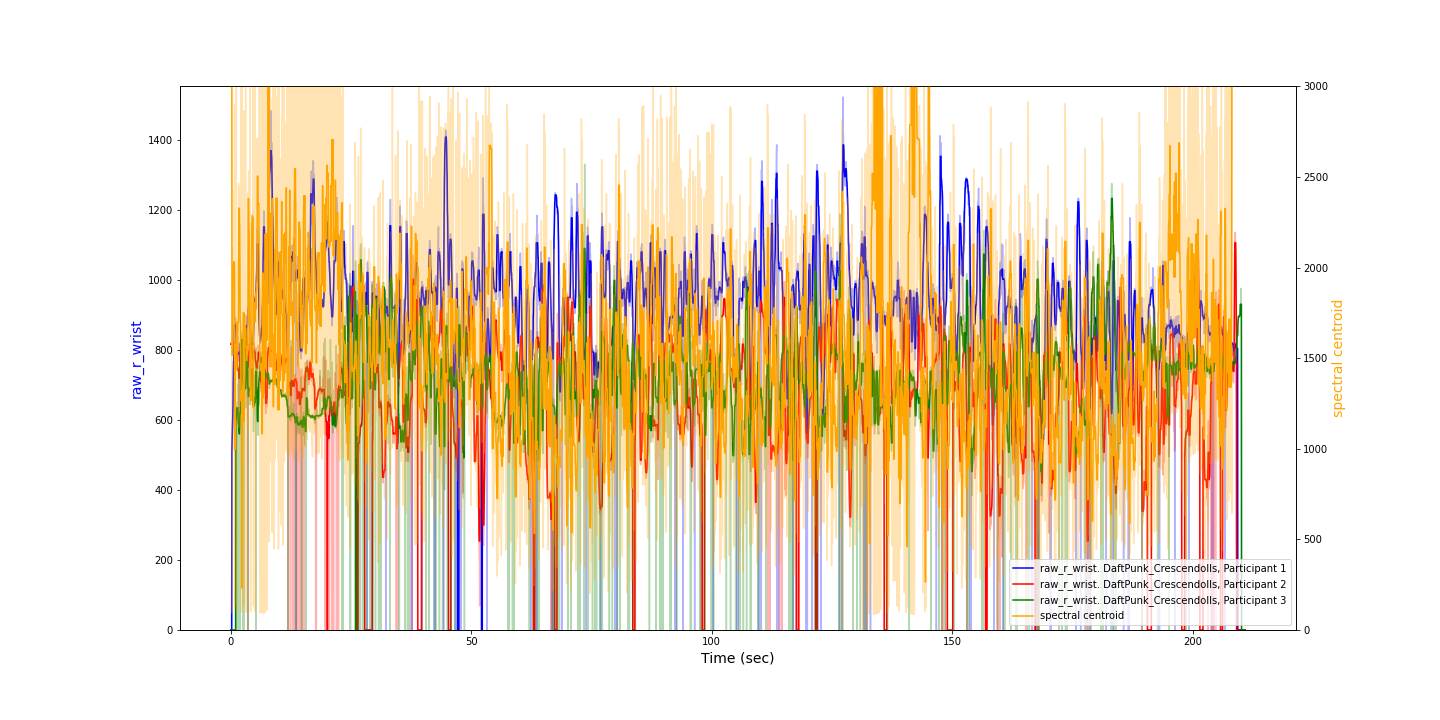 1400
1200
1000
800
600
400
200
0
raw_r_wrist
3000
2500
2000
1500
1000
500
0
spectral centroid
raw_r_wrist. DaftPunk_Crescendolls, Participant 1
raw_r_wrist. DaftPunk_Crescendolls, Participant 2
raw_r_wrist. DaftPunk_Crescendolls, Participant 3
spectral centroid
0 50 100 150 200
Time (sec)